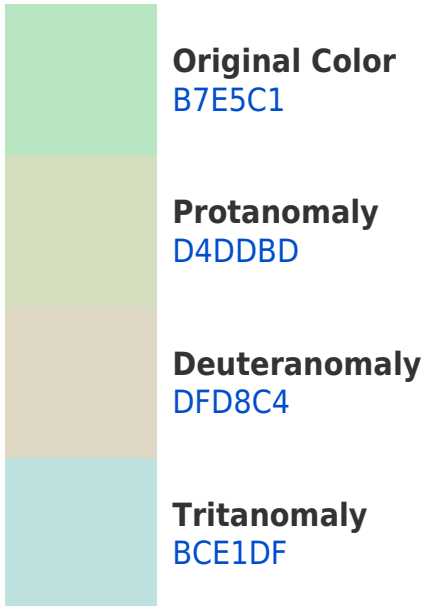 Original Color
B7E5C1
Protanomaly
D4DDBD
Deuteranomaly
DFD8C4
Tritanomaly
BCE1DF